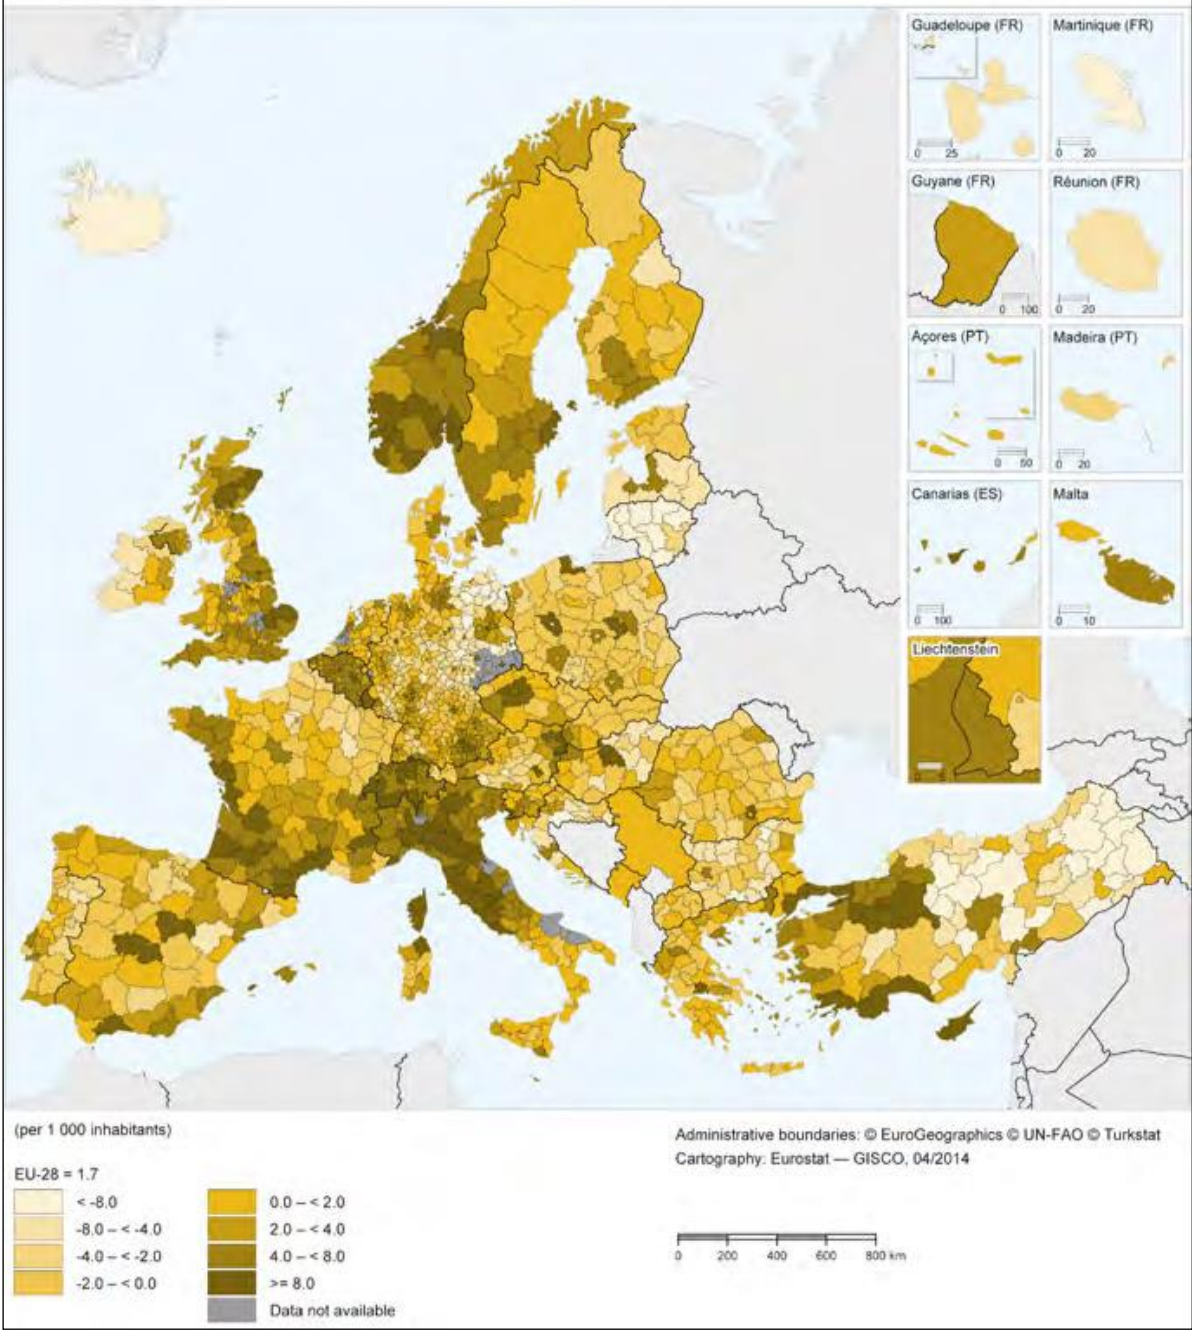 Guadeloupe (FR)
Martinique (FR)
0 25
0 20
Guyane (FR)
Réunion (FR)
0 100
0 20
Açores (PT)
Madeira (PT)
0 50
0 20
Canarias (ES)
Malta
0 100
0 10
Liechtenstein
(per 1 000 inhabitants)
EU-28 = 1.7
< -8.0
-8.0 – < -4.0
-4.0 – < -2.0
-2.0 – < 0.0
0.0 – < 2.0
2.0 – < 4.0
4.0 – < 8.0
>= 8.0
Data not available
Administrative boundaries: © EuroGeographics © UN-FAO © Turkstat
Cartography: Eurostat — GISCO, 04/2014
0 200 400 600 800 km